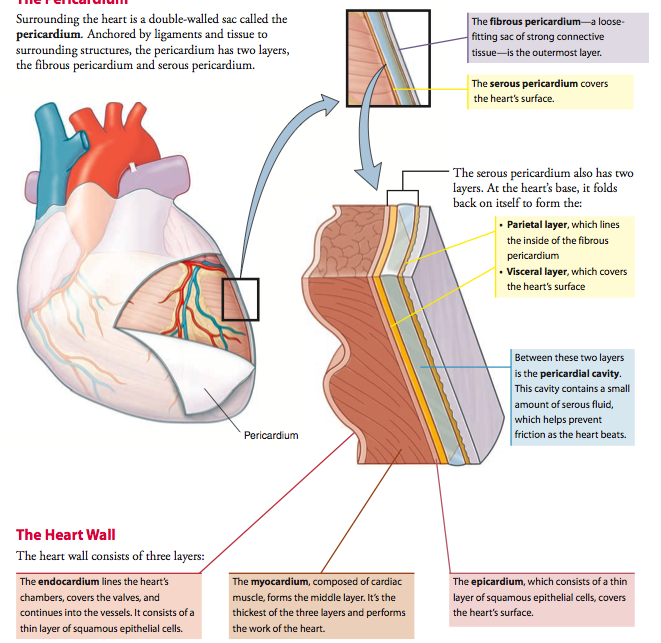 The Pericardium
Surrounding the heart is a double-walled sac called the
pericardium. Anchored by ligaments and tissue to
surrounding structures, the pericardium has two layers,
the fibrous pericardium and serous pericardium.
The fibrous pericardium—a loose-
fitting sac of strong connective
tissue—is the outermost layer.
The serous pericardium covers
the heart's surface.
The serous pericardium also has two
layers. At the heart's base, it folds
back on itself to form the:
• Parietal layer, which lines
the inside of the fibrous
pericardium
• Visceral layer, which covers
the heart's surface
Between these two layers
is the pericardial cavity.
This cavity contains a small
amount of serous fluid,
which helps prevent
friction as the heart beats.
Pericardium
The Heart Wall
The heart wall consists of three layers:
The endocardium lines the heart's
chambers, covers the valves, and
continues into the vessels. It consists of a
thin layer of squamous epithelial cells.
The myocardium, composed of cardiac
muscle, forms the middle layer. It's the
thickest of the three layers and performs
the work of the heart.
The epicardium, which consists of a thin
layer of squamous epithelial cells, covers
the heart's surface.